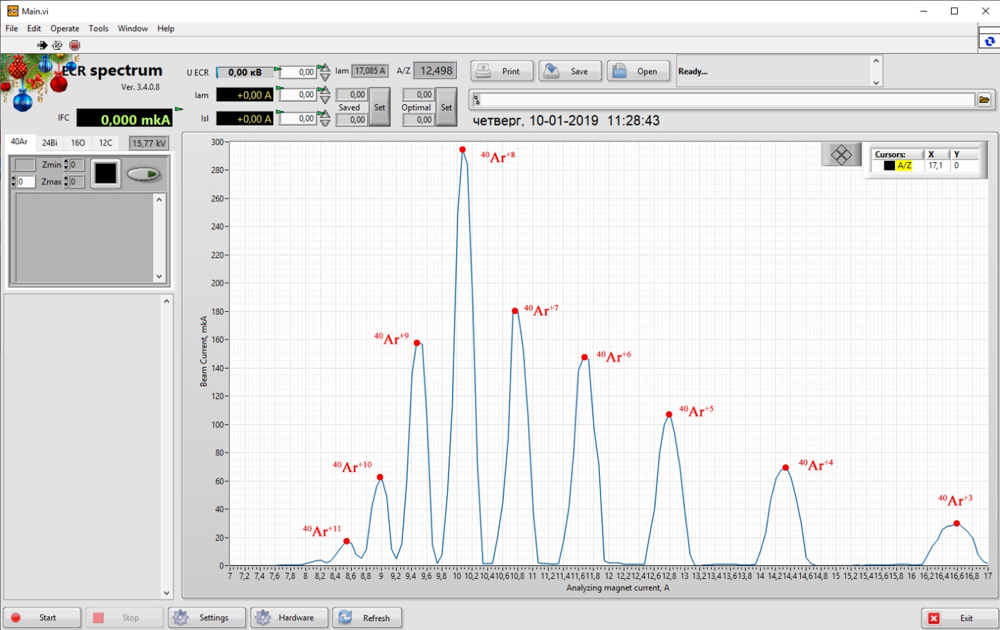 Main.vi
File Edit Operate Tools Window Help
ECR spectrum
Ver. 3.4.0.8
IFC 0,000 mkA
U ECR 0,00 кВ 0,00 Iam 17,085 A A/Z 12,498
Iam +0,00 A 0,00 0,00 Saved 0,00 Set 0,00 Optimal 0,00 Set
Isl +0,00 A 0,00
Print Save Open Ready...
четверг, 10-01-2019 11:28:43
40Ar 24Bi 16O 12C 15,77 kV
Zmin 0
0 Zmax 0
Cursors: X Y
A/Z 17,1 0
300
280
260
240
220
200
180
160
140
120
100
80
60
40
20
0
Beam Current, mkA
40Ar+11
40Ar+10
40Ar+9
40Ar+8
40Ar+7
40Ar+6
40Ar+5
40Ar+4
40Ar+3
7 7,2 7,4 7,6 7,8 8 8,2 8,4 8,6 8,8 9 9,2 9,4 9,6 9,8 10 10,2 10,4 10,6 10,8 11 11,2 11,4 11,6 11,8 12 12,2 12,4 12,6 12,8 13 13,2 13,4 13,6 13,8 14 14,2 14,4 14,6 14,8 15 15,2 15,4 15,6 15,8 16 16,2 16,4 16,6 16,8 17
Analyzing magnet current, A
Start Stop Settings Hardware Refresh Exit